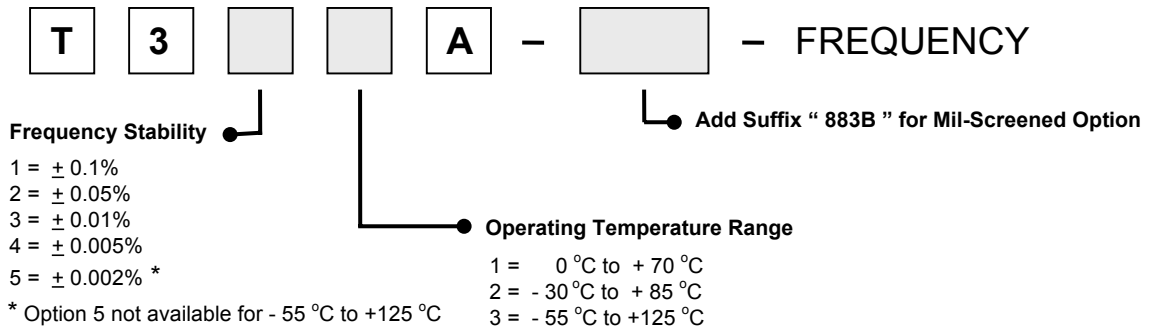 T 3 A – – FREQUENCY
Add Suffix “ 883B ” for Mil-Screened Option
Frequency Stability
1 = ± 0.1%
2 = ± 0.05%
3 = ± 0.01%
4 = ± 0.005%
5 = ± 0.002% *
* Option 5 not available for - 55 °C to +125 °C
Operating Temperature Range
1 = 0 °C to + 70 °C
2 = - 30 °C to + 85 °C
3 = - 55 °C to +125 °C